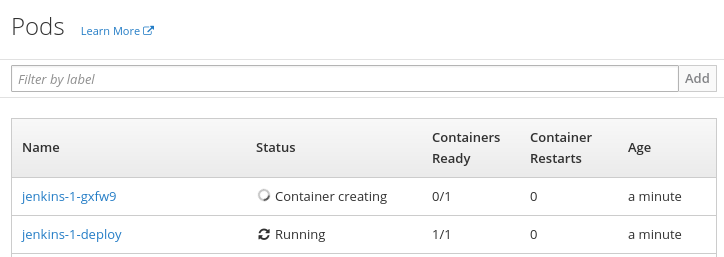 Pods Learn More
Filter by label Add
Name Status Containers Ready Container Restarts Age
jenkins-1-gxfw9 Container creating 0/1 0 a minute
jenkins-1-deploy Running 1/1 0 a minute